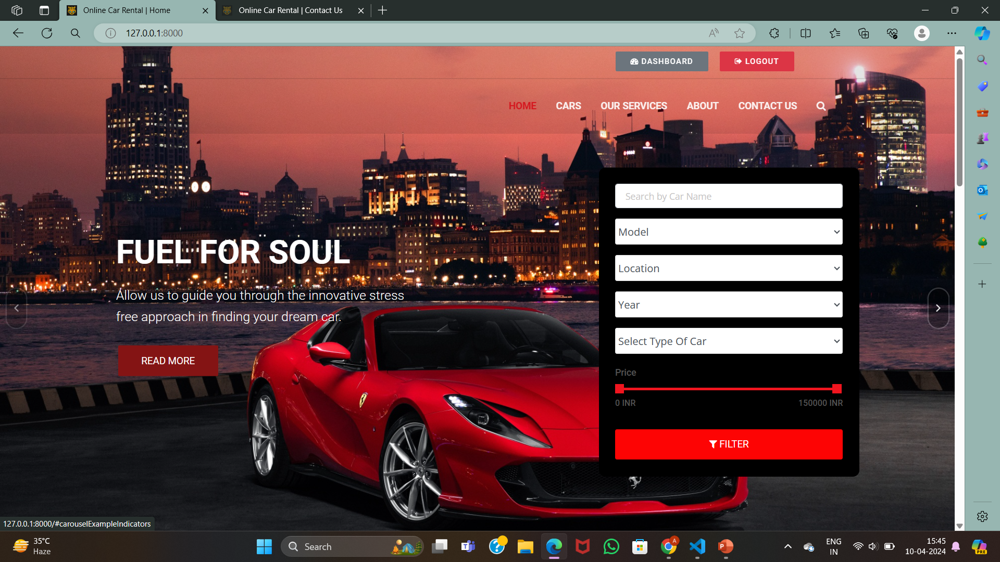 Online Car Rental | Home
Online Car Rental | Contact Us
127.0.0.1:8000
DASHBOARD
LOGOUT
HOME
CARS
OUR SERVICES
ABOUT
CONTACT US
Search by Car Name
Model
Location
Year
Select Type Of Car
Price
0 INR
150000 INR
FILTER
FUEL FOR SOUL
Allow us to guide you through the innovative stress
free approach in finding your dream car.
READ MORE
127.0.0.1:8000/#carouselExampleIndicators
35°C
Haze
Search
ENG
IN
15:45
10-04-2024
PRE